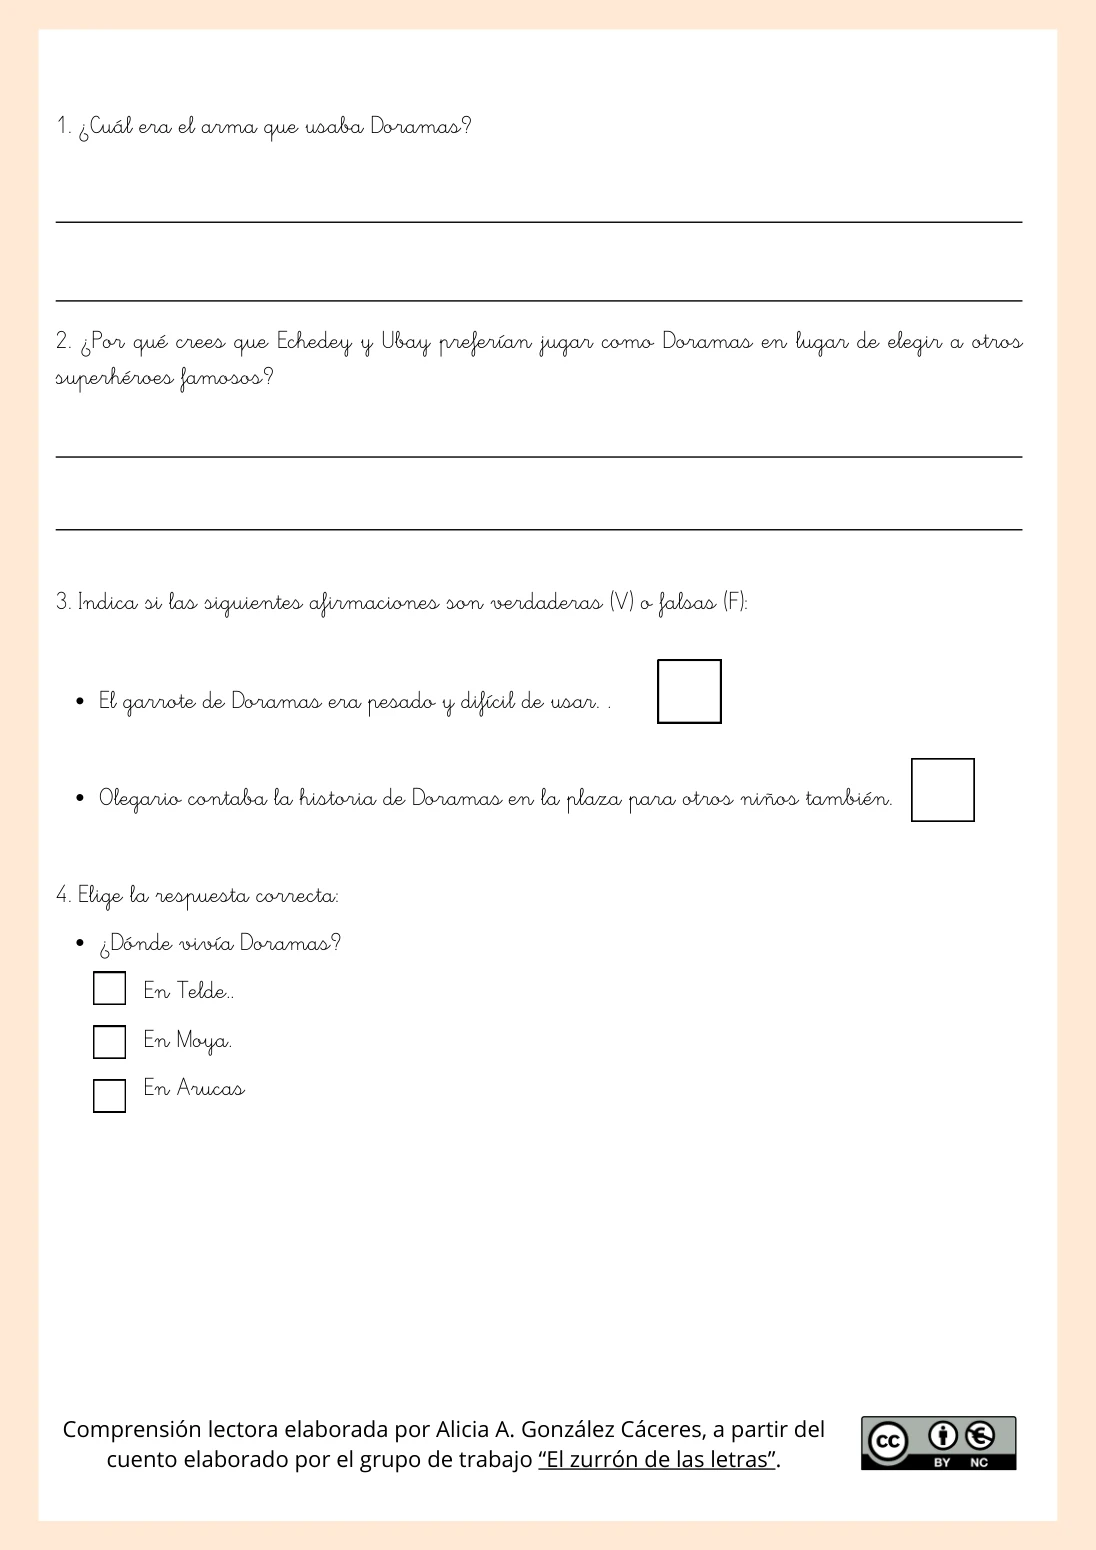 1. ¿Cuál era el arma que usaba Doramas?
2. ¿Por qué crees que Echedey y Ubay preferían jugar como Doramas en lugar de elegir a otros
superhéroes famosos?
3. Indica si las siguientes afirmaciones son verdaderas (V) o falsas (F):
• El garrote de Doramas era pesado y difícil de usar. .
• Olegario contaba la historia de Doramas en la plaza para otros niños también.
4. Elige la respuesta correcta:
• ¿Dónde vivía Doramas?
En Telde..
En Moya.
En Arucas
Comprensión lectora elaborada por Alicia A. González Cáceres, a partir del
cuento elaborado por el grupo de trabajo “El zurrón de las letras”.
cc
BY NC